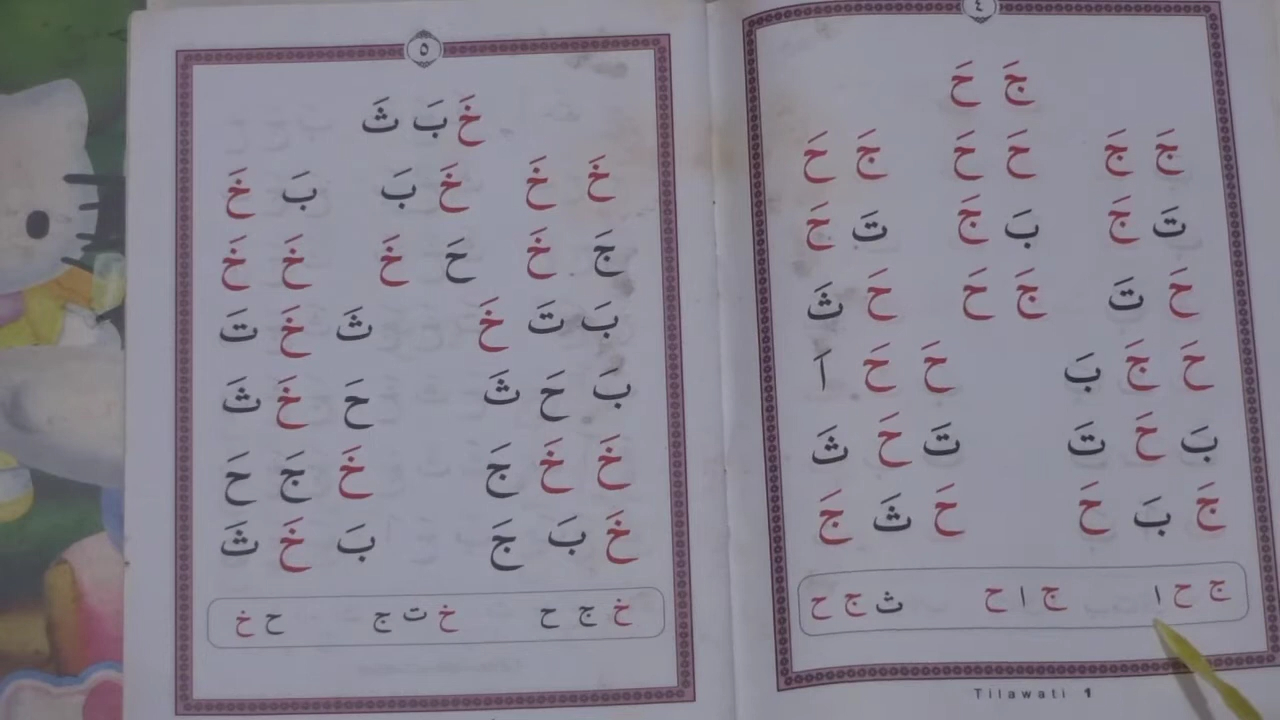 ٤
جَ حَ
جَ جَ حَ حَ جَ حَ
تَ جَ بَ جَ تَ جَ
حَ تَ جَ حَ حَ ثَ
حَ جَ بَ حَ حَ اَ
بَ حَ تَ تَ حَ ثَ
جَ بَ حَ حَ ثَ جَ
ج ح ا ج ا ح ث ج ح
Tilawati 1
٥
خَ بَ ثَ
خَ خَ خَ بَ بَ خَ
جَ خَ حَ خَ خَ خَ
بَ تَ خَ ثَ خَ تَ
بَ حَ ثَ حَ خَ ثَ
خَ خَ جَ خَ جَ حَ
خَ بَ جَ بَ خَ ثَ
خ ج ح خ ت ج ح خ